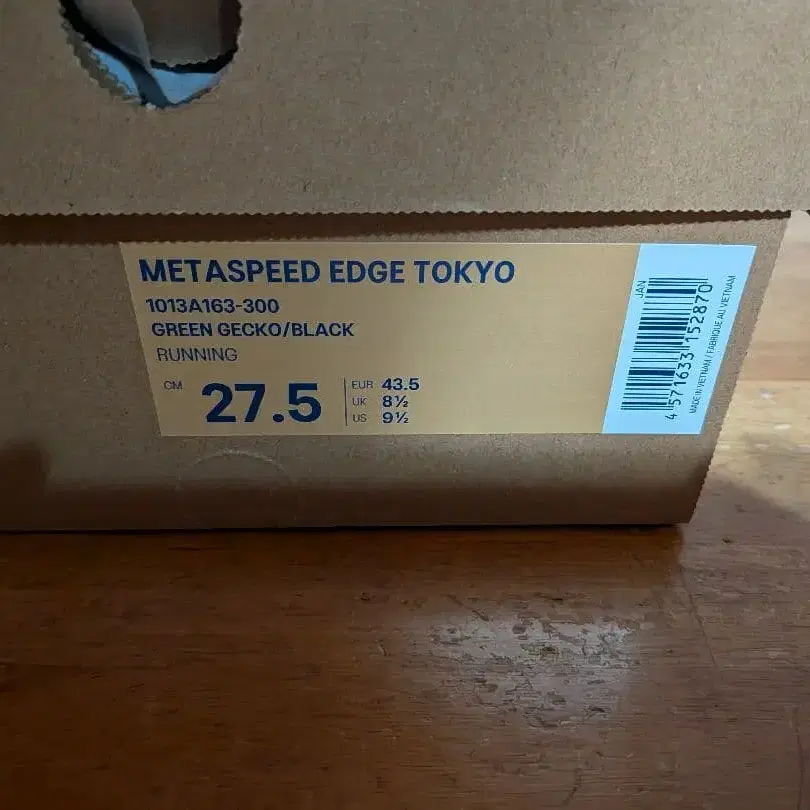 METASPEED EDGE TOKYO
1013A163-300
GREEN GECKO/BLACK
RUNNING
CM 27.5
EUR 43.5
UK 8½
US 9½
JAN
4 571633 152870
MADE IN VIETNAM / FABRIQUE AU VIETNAM